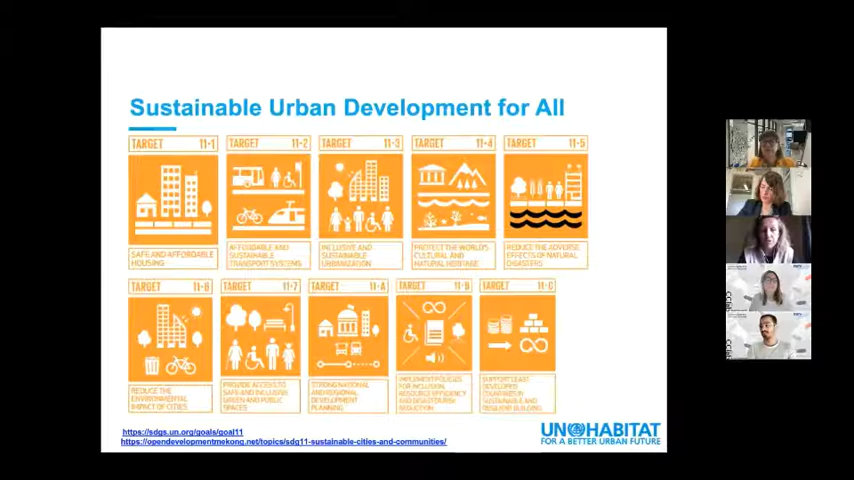 Sustainable Urban Development for All
TARGET 11-1
TARGET 11-2
TARGET 11-3
TARGET 11-4
TARGET 11-5
SAFE AND AFFORDABLE
HOUSING
AFFORDABLE AND
SUSTAINABLE
TRANSPORT SYSTEMS
INCLUSIVE AND
SUSTAINABLE
URBANIZATION
PROTECT THE WORLD'S
CULTURAL AND
NATURAL HERITAGE
REDUCE THE ADVERSE
EFFECTS OF NATURAL
DISASTERS
TARGET 11-6
TARGET 11-7
TARGET 11-A
TARGET 11-B
TARGET 11-C
REDUCE THE
ENVIRONMENTAL
IMPACT OF CITIES
PROVIDE ACCESS TO
SAFE AND INCLUSIVE
GREEN AND PUBLIC
SPACES
STRONG NATIONAL
AND REGIONAL
DEVELOPMENT
PLANNING
IMPLEMENT POLICIES
FOR INCLUSION,
RESOURCE EFFICIENCY
AND DISASTER RISK
REDUCTION
SUPPORT LEAST
DEVELOPED
COUNTRIES IN
SUSTAINABLE AND
RESILIENT BUILDING
https://sdgs.un.org/goals/goal11
https://opendevelopmentmekong.net/topics/sdg11-sustainable-cities-and-communities/
UN HABITAT
FOR A BETTER URBAN FUTURE